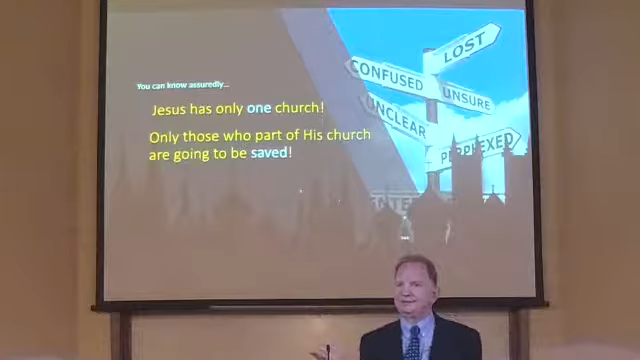 You can know assuredly...
Jesus has only one church!
Only those who part of His church
are going to be saved!
LOST
CONFUSED
UNSURE
UNCLEAR
PERPLEXED